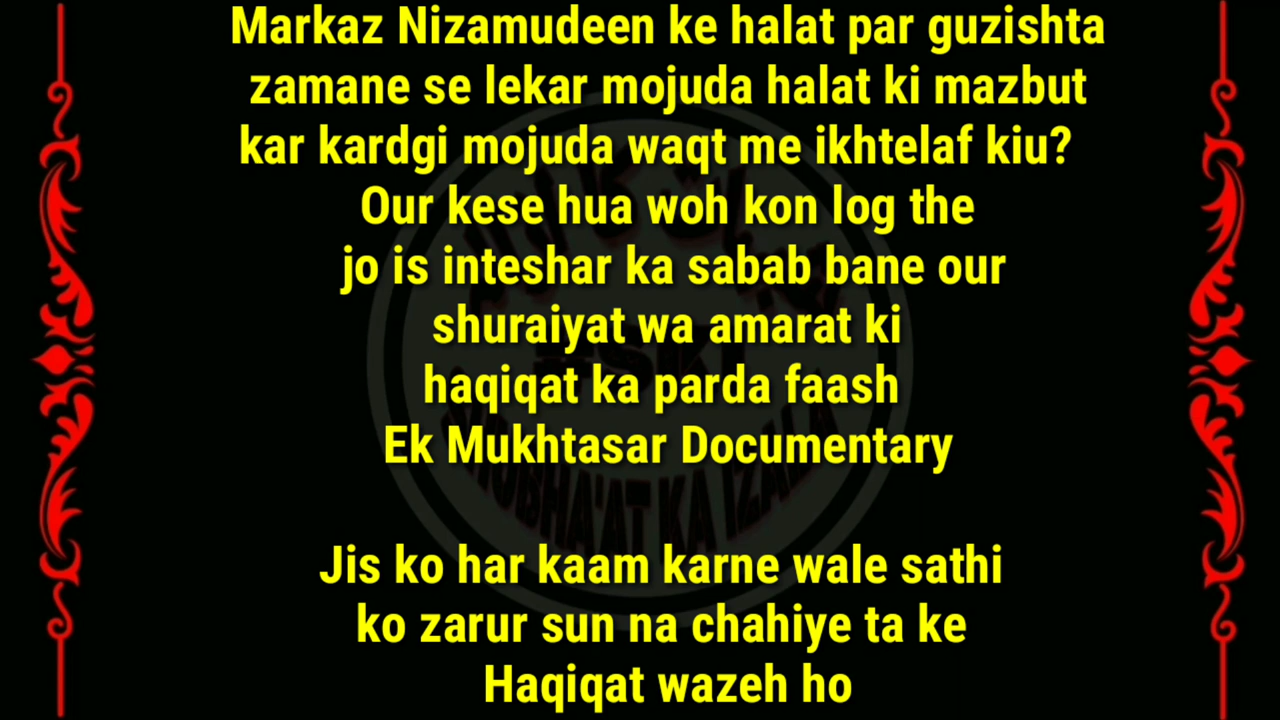 Markaz Nizamudeen ke halat par guzishta
zamane se lekar mojuda halat ki mazbut
kar kardgi mojuda waqt me ikhtelaf kiu?
Our kese hua woh kon log the
jo is inteshar ka sabab bane our
shuraiyat wa amarat ki
haqiqat ka parda faash
Ek Mukhtasar Documentary
Jis ko har kaam karne wale sathi
ko zarur sun na chahiye ta ke
Haqiqat wazeh ho